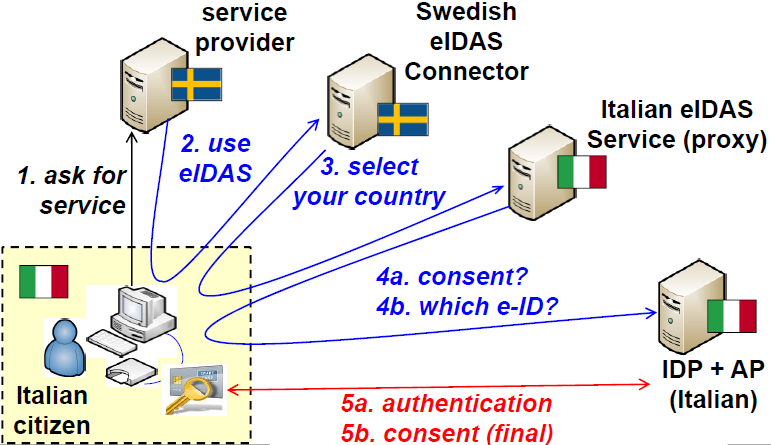 service
provider
Swedish
eIDAS
Connector
Italian eIDAS
Service (proxy)
2. use
eIDAS
3. select
your country
1. ask for
service
4a. consent?
4b. which e-ID?
IDP + AP
(Italian)
Italian
citizen
5a. authentication
5b. consent (final)